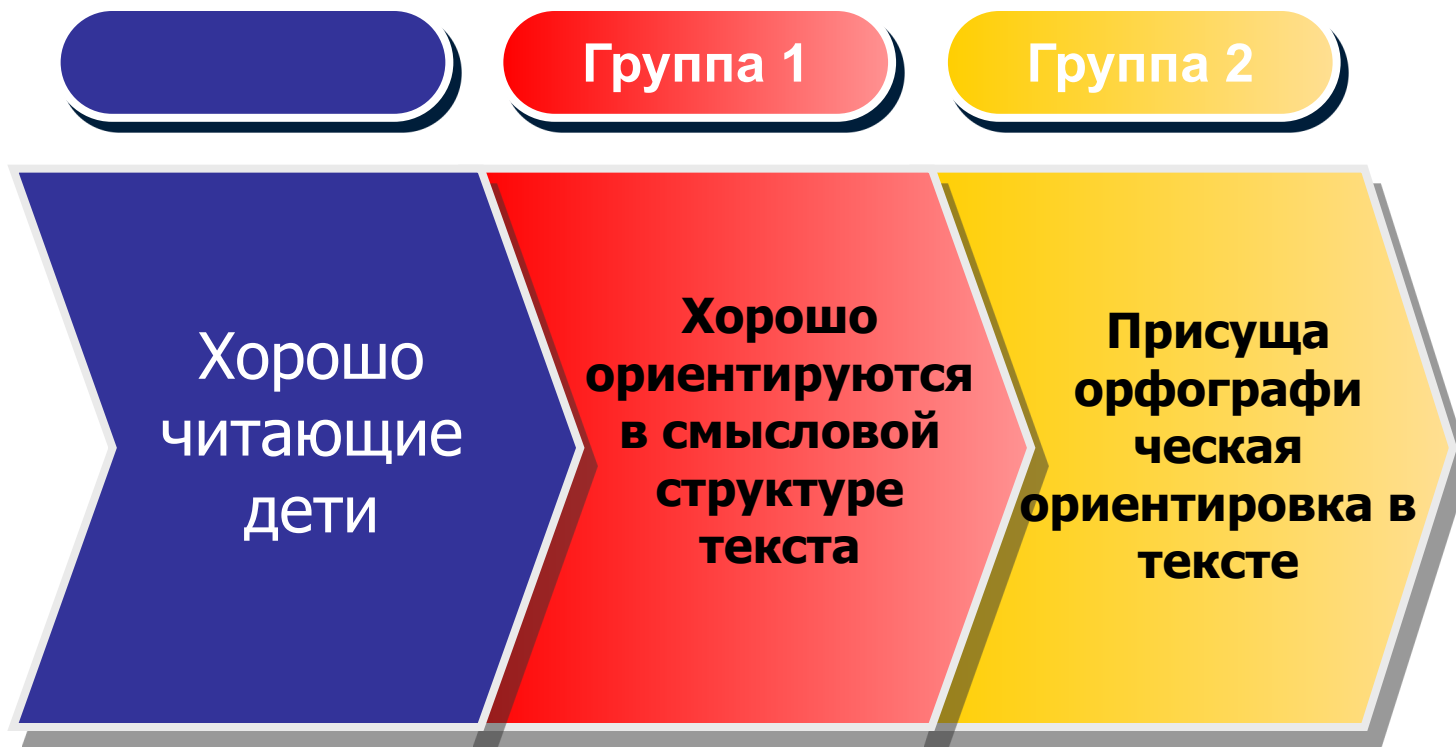 Группа 1
Группа 2
Хорошо
читающие
дети
Хорошо
ориентируются
в смысловой
структуре
текста
Присуща
орфографи
ческая
ориентировка в
тексте